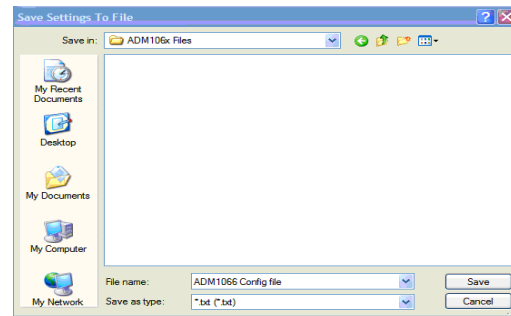 Save Settings To File
Save in:
ADM106x Files
My Recent
Documents
Desktop
My Documents
My Computer
My Network
File name:
ADM1066 Config file
Save
Save as type:
*.txt (*.txt)
Cancel